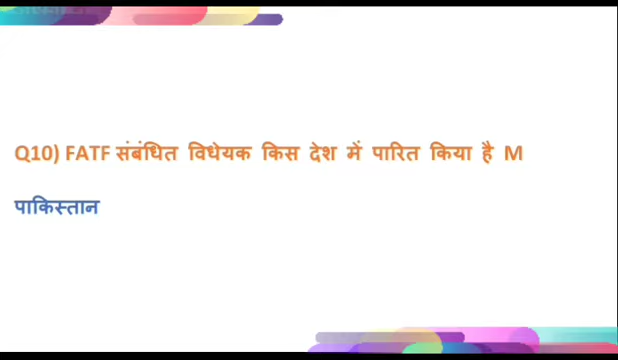 Q10) FATF संबंधित विधेयक किस देश में पारित किया है M
पाकिस्तान